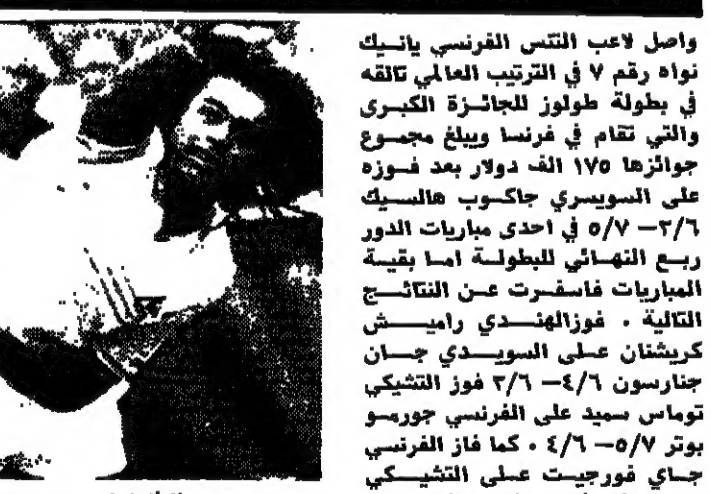 واصل لاعب التنس الفرنسي يانيك
نواه رقم ٧ في الترتيب العالمي تالقه
في بطولة طولوز للجائزة الكبرى
والتي تقام في فرنسا ويبلغ مجموع
جوائزها ١٧٥ الف دولار بعد فوزه
على السويسري جاكوب هالسيك
٢/٦ — ٥/٧ في احدى مباريات الدور
ربع النهائي للبطولة اما بقية
المباريات فاسفرت عن النتائج
التالية . فوزالهندي راميش
كريشنان على السويدي جان
جنارسون ٤/٦ — ٢/٦ فوز التشيكي
توماس سميد على الفرنسي جورمو
بوتر ٥/٧ — ٤/٦ . كما فاز الفرنسي
جاي فورجيت على التشيكي